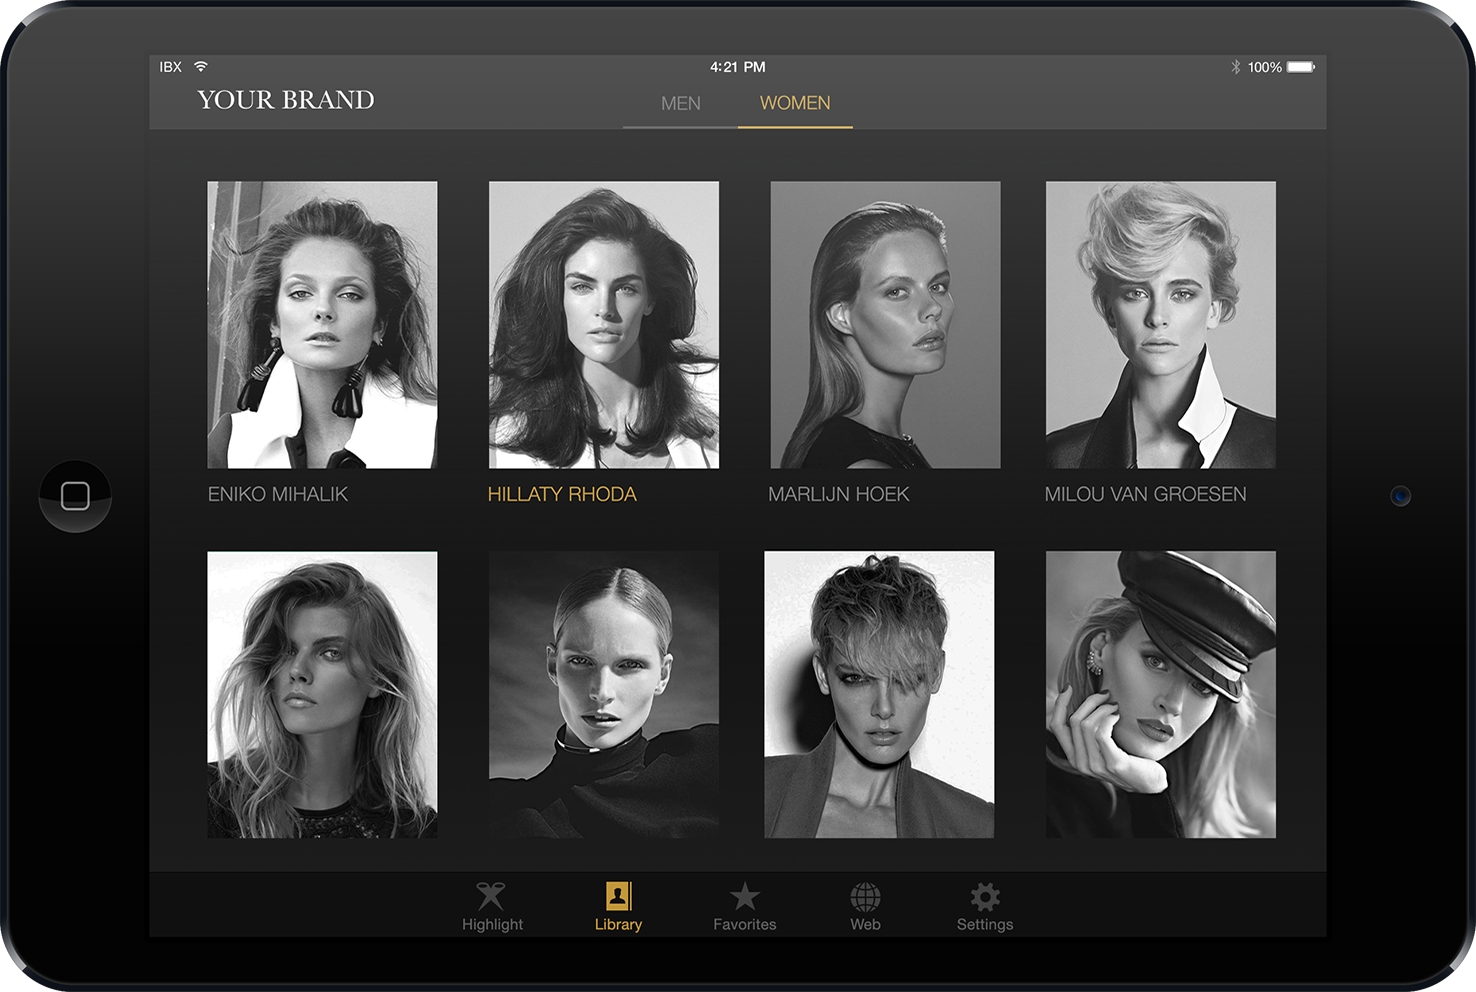 IBX
4:21 PM
100%
YOUR BRAND
MEN
WOMEN
ENIKO MIHALIK
HILLATY RHODA
MARLIJN HOEK
MILOU VAN GROESEN
Highlight
Library
Favorites
Web
Settings